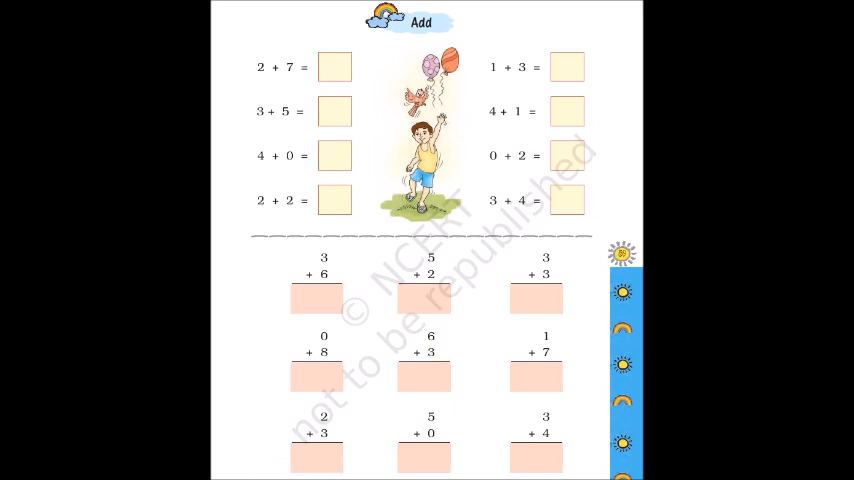 Add
2 + 7 =
1 + 3 =
3 + 5 =
4 + 1 =
4 + 0 =
0 + 2 =
2 + 2 =
3 + 4 =
3 5 3
+ 6 + 2 + 3
0 6 1
+ 8 + 3 + 7
2 5 3
+ 3 + 0 + 4
© NCERT
not to be republished